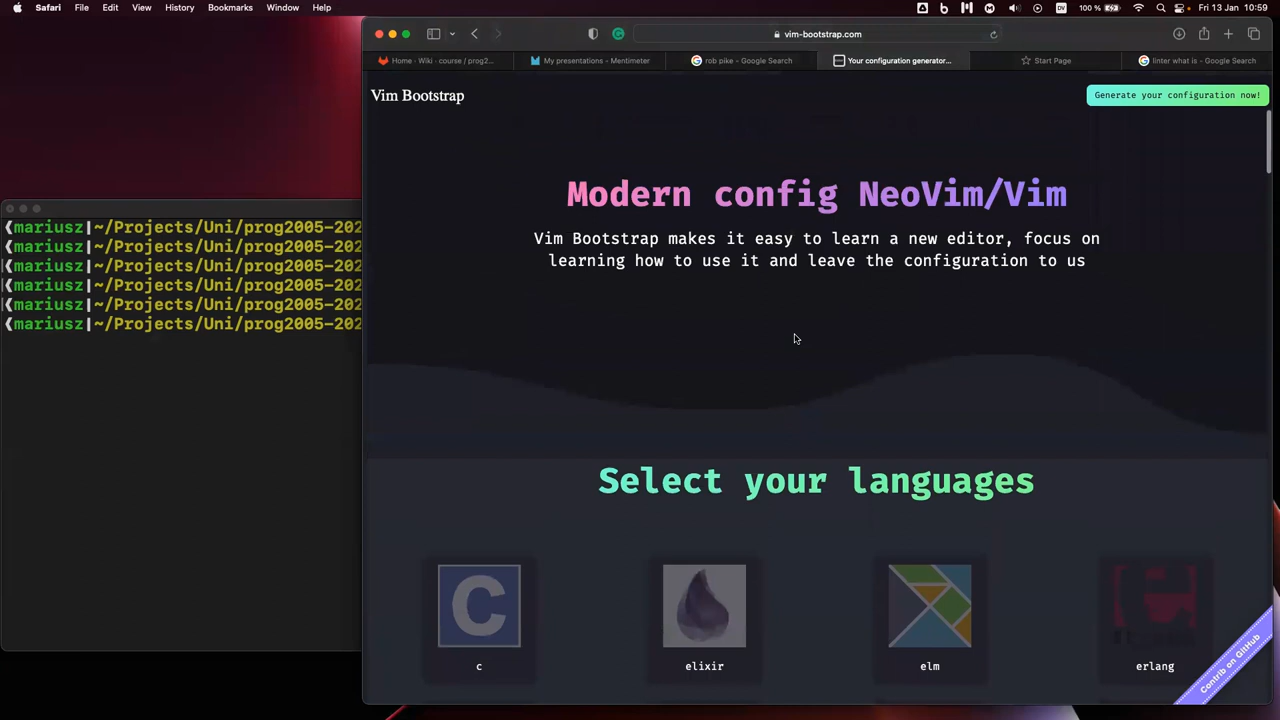 Safari File Edit View History Bookmarks Window Help
100 % Fri 13 Jan 10:59
vim-bootstrap.com
Home · Wiki · course / prog2...
My presentations - Mentimeter
rob pike - Google Search
Your configuration generator...
Start Page
linter what is - Google Search
Vim Bootstrap
Generate your configuration now!
Modern config NeoVim/Vim
Vim Bootstrap makes it easy to learn a new editor, focus on
learning how to use it and leave the configuration to us
❮mariusz|~/Projects/Uni/prog2005-202
❮mariusz|~/Projects/Uni/prog2005-202
❮mariusz|~/Projects/Uni/prog2005-202
❮mariusz|~/Projects/Uni/prog2005-202
❮mariusz|~/Projects/Uni/prog2005-202
❮mariusz|~/Projects/Uni/prog2005-202
Select your languages
C
c
elixir
elm
erlang
Contrib on GitHub